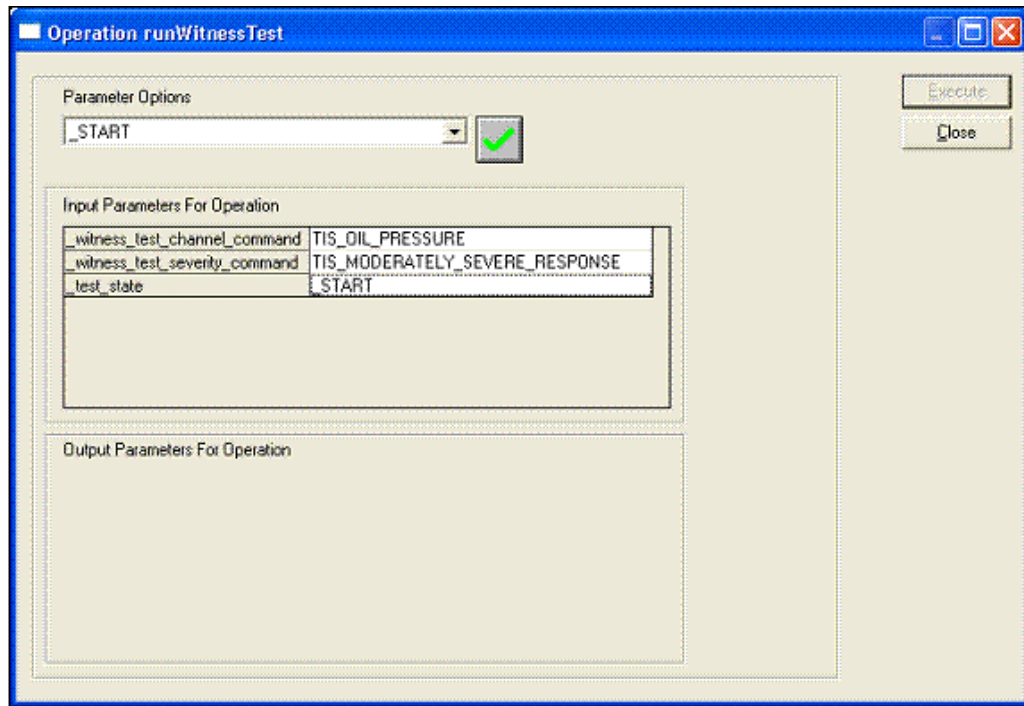 Operation runWitnessTest
Parameter Options
Execute
_START
Close
Input Parameters For Operation
_witness_test_channel_command TIS_OIL_PRESSURE
_witness_test_severity_command TIS_MODERATELY_SEVERE_RESPONSE
_test_state _START
Output Parameters For Operation